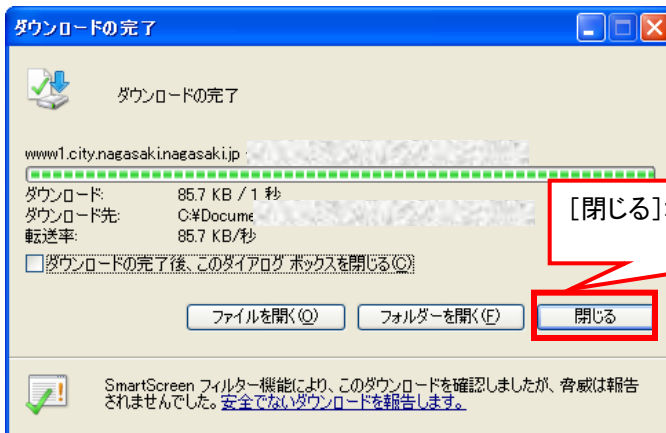 ダウンロードの完了
ダウンロードの完了
www1.city.nagasaki.nagasaki.jp
ダウンロード: 85.7 KB / 1 秒
ダウンロード先: C:¥Docume
転送率: 85.7 KB/秒
[閉じる]
ダウンロードの完了後、このダイアログ ボックスを閉じる(C)
ファイルを開く(O) フォルダーを開く(F) 閉じる
SmartScreen フィルター機能により、このダウンロードを確認しましたが、脅威は報告
されませんでした。安全でないダウンロードを報告します。